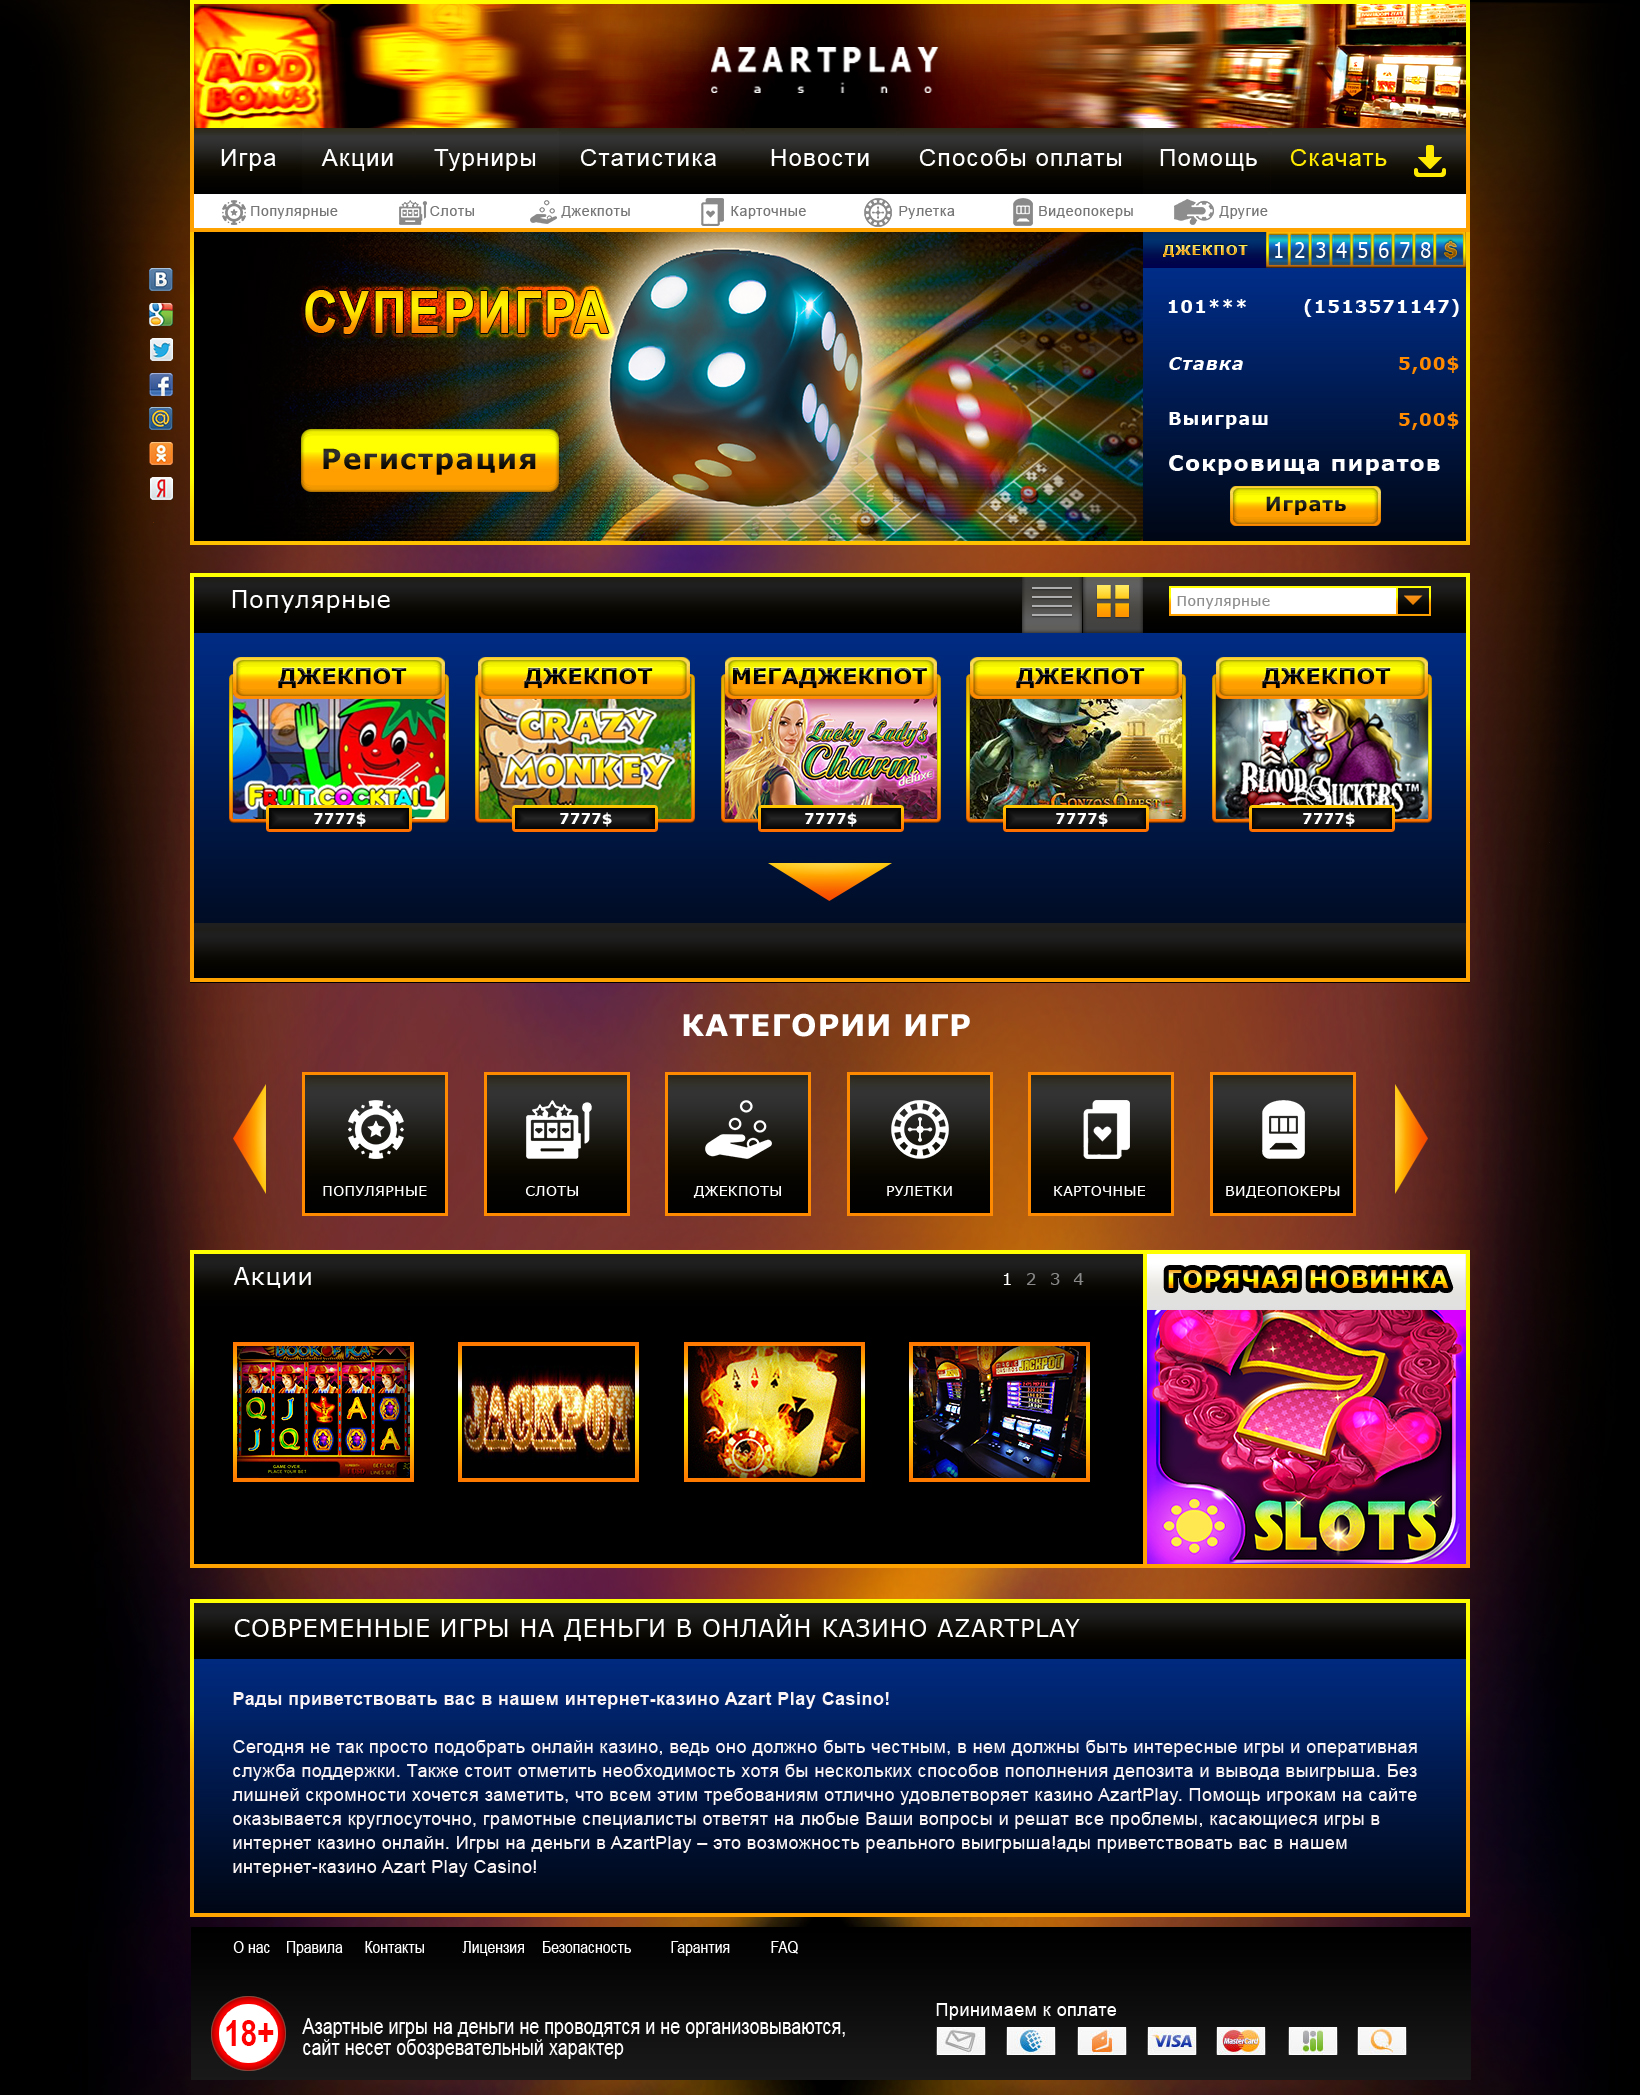 ADD
BONUS
AZARTPLAY
casino
Игра Акции Турниры Статистика Новости Способы оплаты Помощь Скачать
Популярные Слоты Джекпоты Карточные Рулетка Видеопокеры Другие
ДЖЕКПОТ 1 2 3 4 5 6 7 8 $
СУПЕРИГРА
101*** (1513571147)
Ставка 5,00$
Выиграш 5,00$
Регистрация
Сокровища пиратов
Играть
Популярные
Популярные
ДЖЕКПОТ ДЖЕКПОТ МЕГАДЖЕКПОТ ДЖЕКПОТ ДЖЕКПОТ
FRUIT COCKTAIL
CRAZY
MONKEY
Lucky Lady's
Charm
deluxe
GONZO'S QUEST
BLOOD
SUCKERS™
7777$ 7777$ 7777$ 7777$ 7777$
КАТЕГОРИИ ИГР
ПОПУЛЯРНЫЕ СЛОТЫ ДЖЕКПОТЫ РУЛЕТКИ КАРТОЧНЫЕ ВИДЕОПОКЕРЫ
Акции
1 2 3 4
ГОРЯЧАЯ НОВИНКА
BOOK OF RA
GAME OVER
PLACE YOUR BET
JACKPOT
A A A
JACKPOT
7
SLOTS
СОВРЕМЕННЫЕ ИГРЫ НА ДЕНЬГИ В ОНЛАЙН КАЗИНО AZARTPLAY
Рады приветствовать вас в нашем интернет-казино Azart Play Casino!
Сегодня не так просто подобрать онлайн казино, ведь оно должно быть честным, в нем должны быть интересные игры и оперативная
служба поддержки. Также стоит отметить необходимость хотя бы нескольких способов пополнения депозита и вывода выигрыша. Без
лишней скромности хочется заметить, что всем этим требованиям отлично удовлетворяет казино AzartPlay. Помощь игрокам на сайте
оказывается круглосуточно, грамотные специалисты ответят на любые Ваши вопросы и решат все проблемы, касающиеся игры в
интернет казино онлайн. Игры на деньги в AzartPlay – это возможность реального выигрыша!ады приветствовать вас в нашем
интернет-казино Azart Play Casino!
О нас Правила Контакты Лицензия Безопасность Гарантия FAQ
18+
Азартные игры на деньги не проводятся и не организовываются,
сайт несет обозревательный характер
Принимаем к оплате
VISA
MasterCard